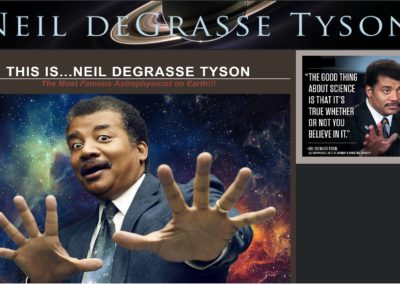 NEIL DEGRASSE TYSON
THIS IS...NEIL DEGRASSE TYSON
The Most Famous Astrophysicist on Earth!!!
"THE GOOD THING
ABOUT SCIENCE
IS THAT IT'S
TRUE WHETHER
OR NOT YOU
BELIEVE IN IT."
-NEIL DEGRASSE TYSON